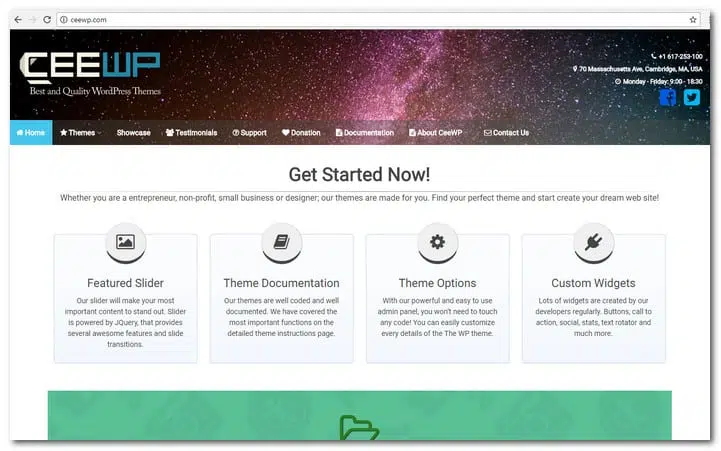 ceewp.com
CEEWP
Best and Quality WordPress Themes
+1 617-253-100
70 Massachusetts Ave, Cambridge, MA, USA
Monday - Friday: 9:00 - 18:30
Home Themes Showcase Testimonials Support Donation Documentation About CeeWP Contact Us
Get Started Now!
Whether you are a entrepreneur, non-profit, small business or designer; our themes are made for you. Find your perfect theme and start create your dream web site!
Featured Slider
Our slider will make your most
important content to stand out. Slider
is powered by JQuery, that provides
several awesome features and slide
transitions.
Theme Documentation
Our themes are well coded and well
documented. We have covered the
most important functions on the
detailed theme instructions page.
Theme Options
With our powerful and easy to use
admin panel, you won't need to touch
any code! You can easily customize
every details of the The WP theme.
Custom Widgets
Lots of widgets are created by our
developers regularly. Buttons, call to
action, social, stats, text rotator and
much more.